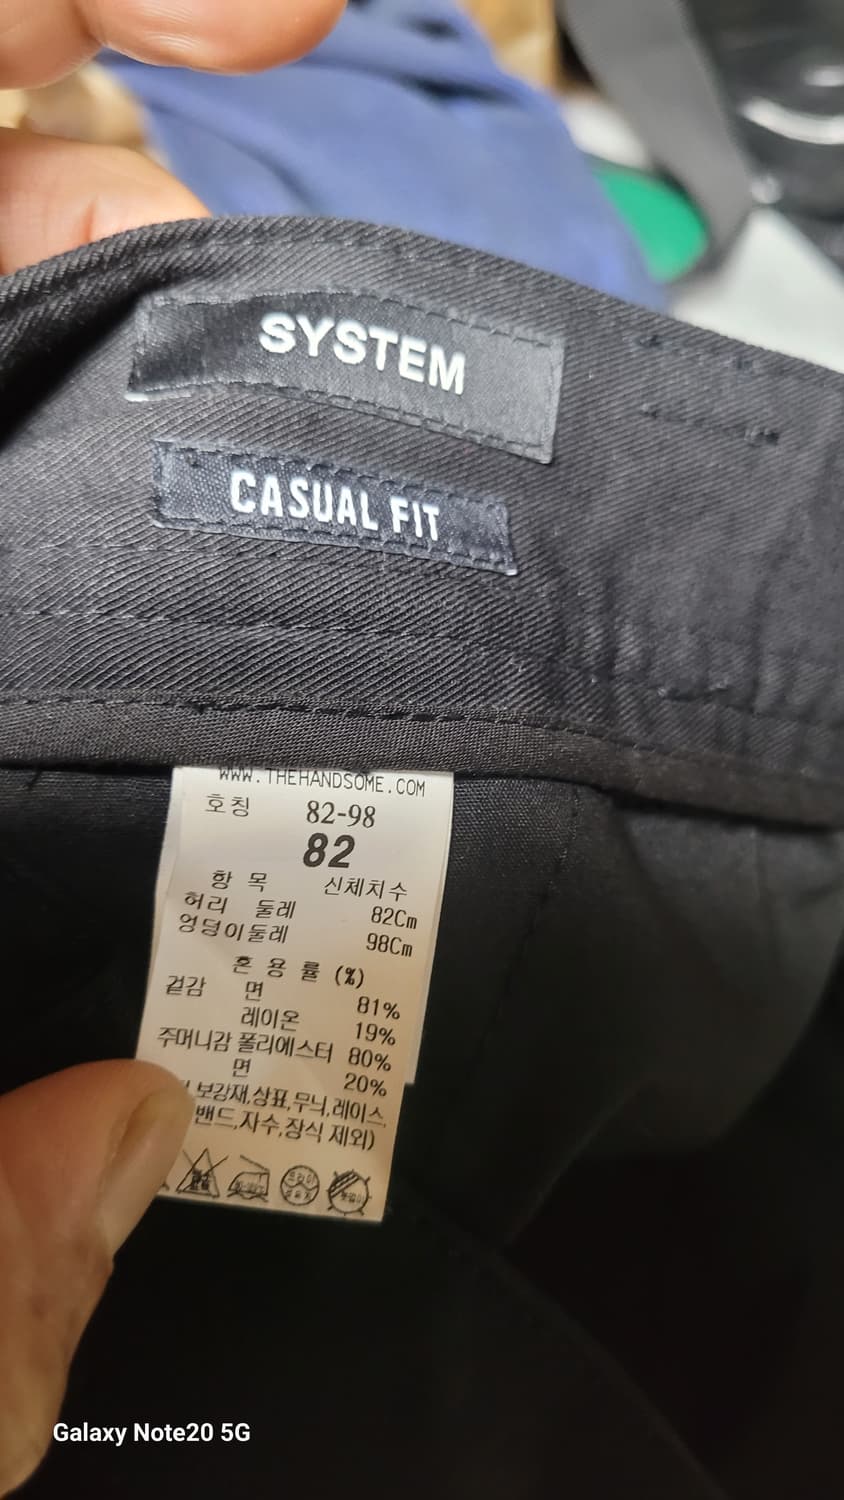 SYSTEM
CASUAL FIT
WWW.THEHANDSOME.COM
호칭 82-98
82
항 목 신체치수
허리 둘레 82Cm
엉덩이둘레 98Cm
혼 용 률 (%)
겉감 면 81%
레이온 19%
주머니감 폴리에스터 80%
면 20%
보강재,상표,무늬,레이스,
밴드,자수,장식 제외)
Galaxy Note20 5G